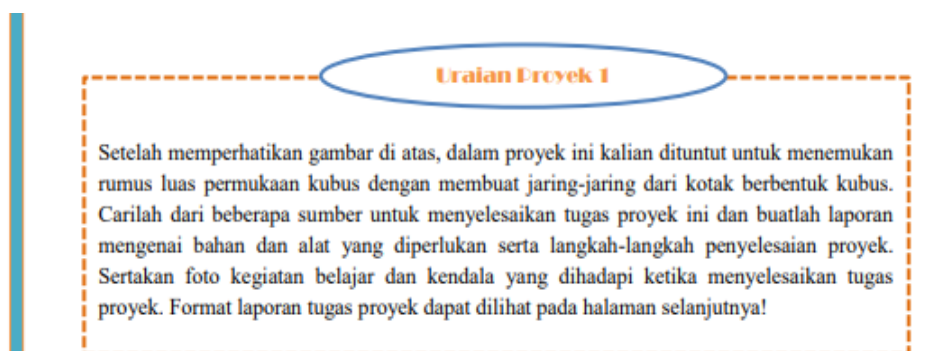 Uraian Proyek 1
Setelah memperhatikan gambar di atas, dalam proyek ini kalian dituntut untuk menemukan
rumus luas permukaan kubus dengan membuat jaring-jaring dari kotak berbentuk kubus.
Carilah dari beberapa sumber untuk menyelesaikan tugas proyek ini dan buatlah laporan
mengenai bahan dan alat yang diperlukan serta langkah-langkah penyelesaian proyek.
Sertakan foto kegiatan belajar dan kendala yang dihadapi ketika menyelesaikan tugas
proyek. Format laporan tugas proyek dapat dilihat pada halaman selanjutnya!